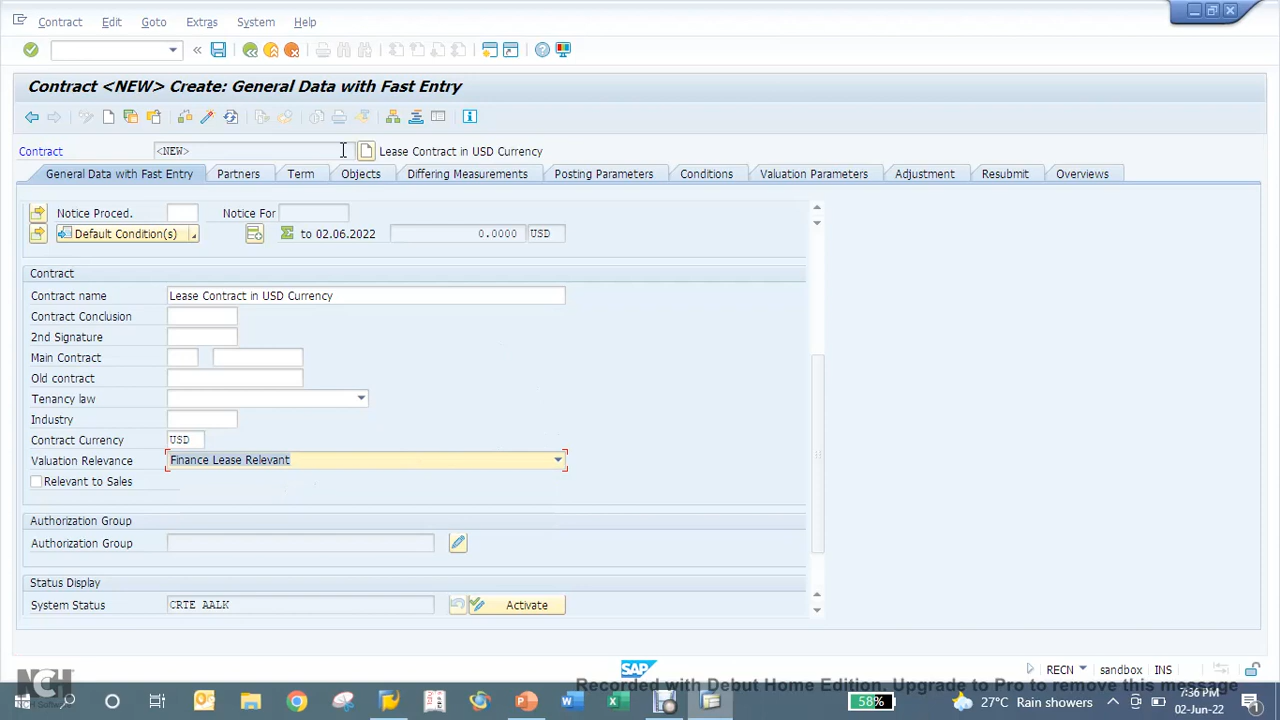 Contract Edit Goto Extras System Help
Contract <NEW> Create: General Data with Fast Entry
Contract <NEW> Lease Contract in USD Currency
General Data with Fast Entry Partners Term Objects Differing Measurements Posting Parameters Conditions Valuation Parameters Adjustment Resubmit Overviews
Notice Proced. Notice For
Default Condition(s) to 02.06.2022 0.0000 USD
Contract
Contract name Lease Contract in USD Currency
Contract Conclusion
2nd Signature
Main Contract
Old contract
Tenancy law
Industry
Contract Currency USD
Valuation Relevance Finance Lease Relevant
Relevant to Sales
Authorization Group
Authorization Group
Status Display
System Status CRTE AALK Activate
SAP RECN sandbox INS
NCH Software
Recorded with Debut Home Edition. Upgrade to Pro to remove this message
58% 27°C Rain showers 7:36 PM
02-Jun-22 1